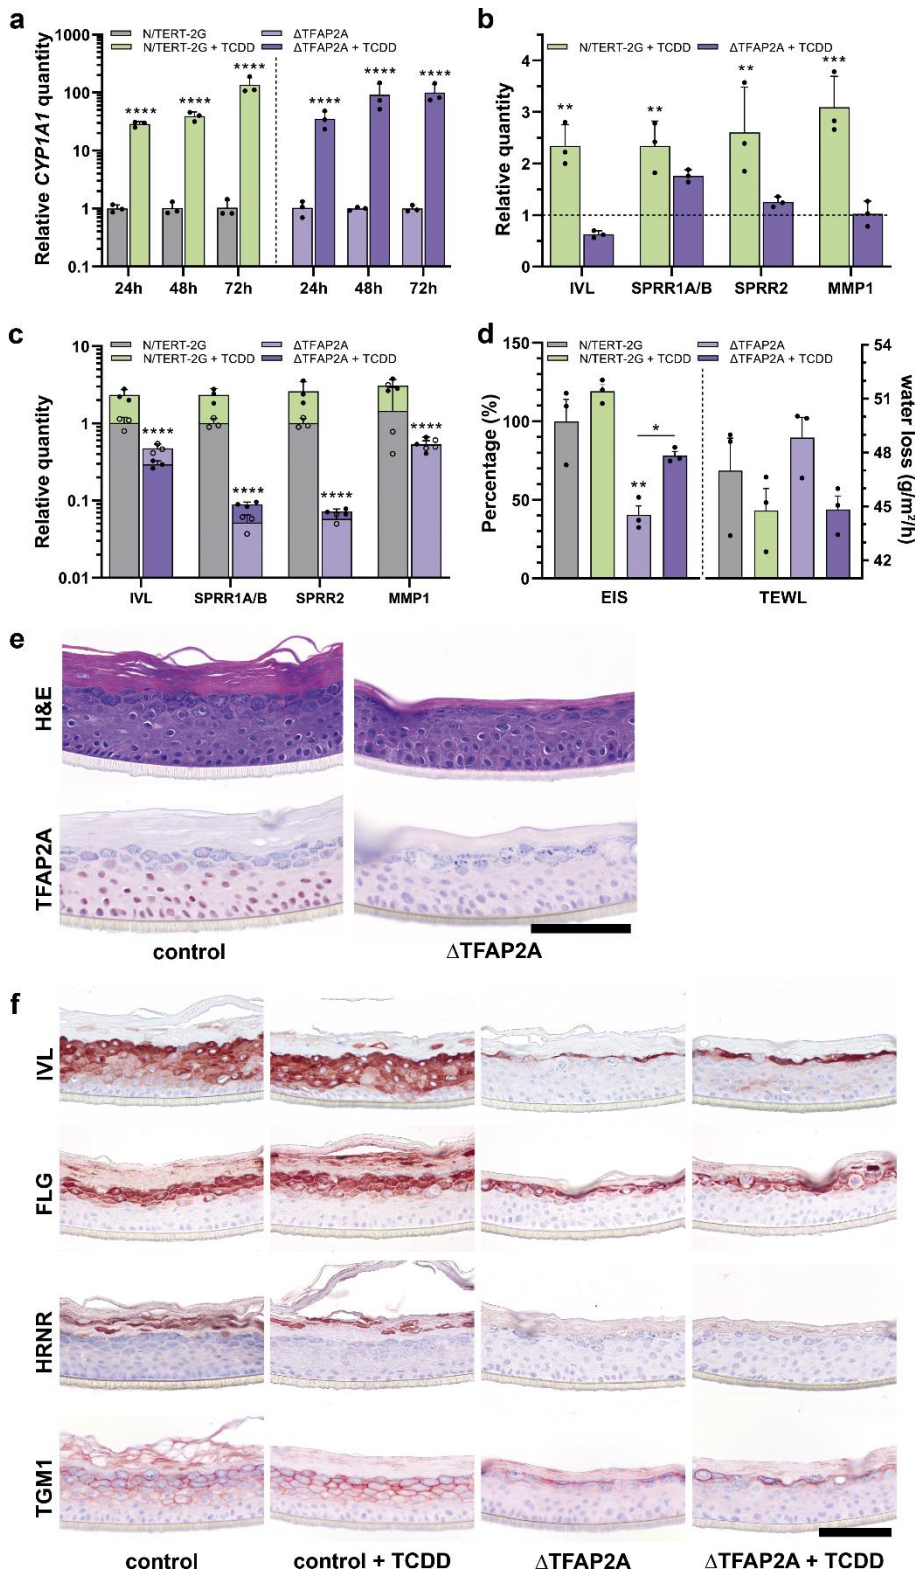 a
N/TERT-2G
N/TERT-2G + TCDD
ΔTFAP2A
ΔTFAP2A + TCDD
Relative CYP1A1 quantity
1000
100
10
1
0.1
****
****
****
****
****
****
24h
48h
72h
24h
48h
72h
b
N/TERT-2G + TCDD
ΔTFAP2A + TCDD
Relative quantity
4
3
2
1
0
**
**
**
***
IVL
SPRR1A/B
SPRR2
MMP1
c
N/TERT-2G
N/TERT-2G + TCDD
ΔTFAP2A
ΔTFAP2A + TCDD
Relative quantity
10
1
0.1
0.01
****
****
****
****
IVL
SPRR1A/B
SPRR2
MMP1
d
N/TERT-2G
N/TERT-2G + TCDD
ΔTFAP2A
ΔTFAP2A + TCDD
Percentage (%)
150
100
50
0
**
*
54
51
48
45
42
water loss (g/m²/h)
EIS
TEWL
e
H&E
TFAP2A
control
ΔTFAP2A
f
IVL
FLG
HRNR
TGM1
control
control + TCDD
ΔTFAP2A
ΔTFAP2A + TCDD